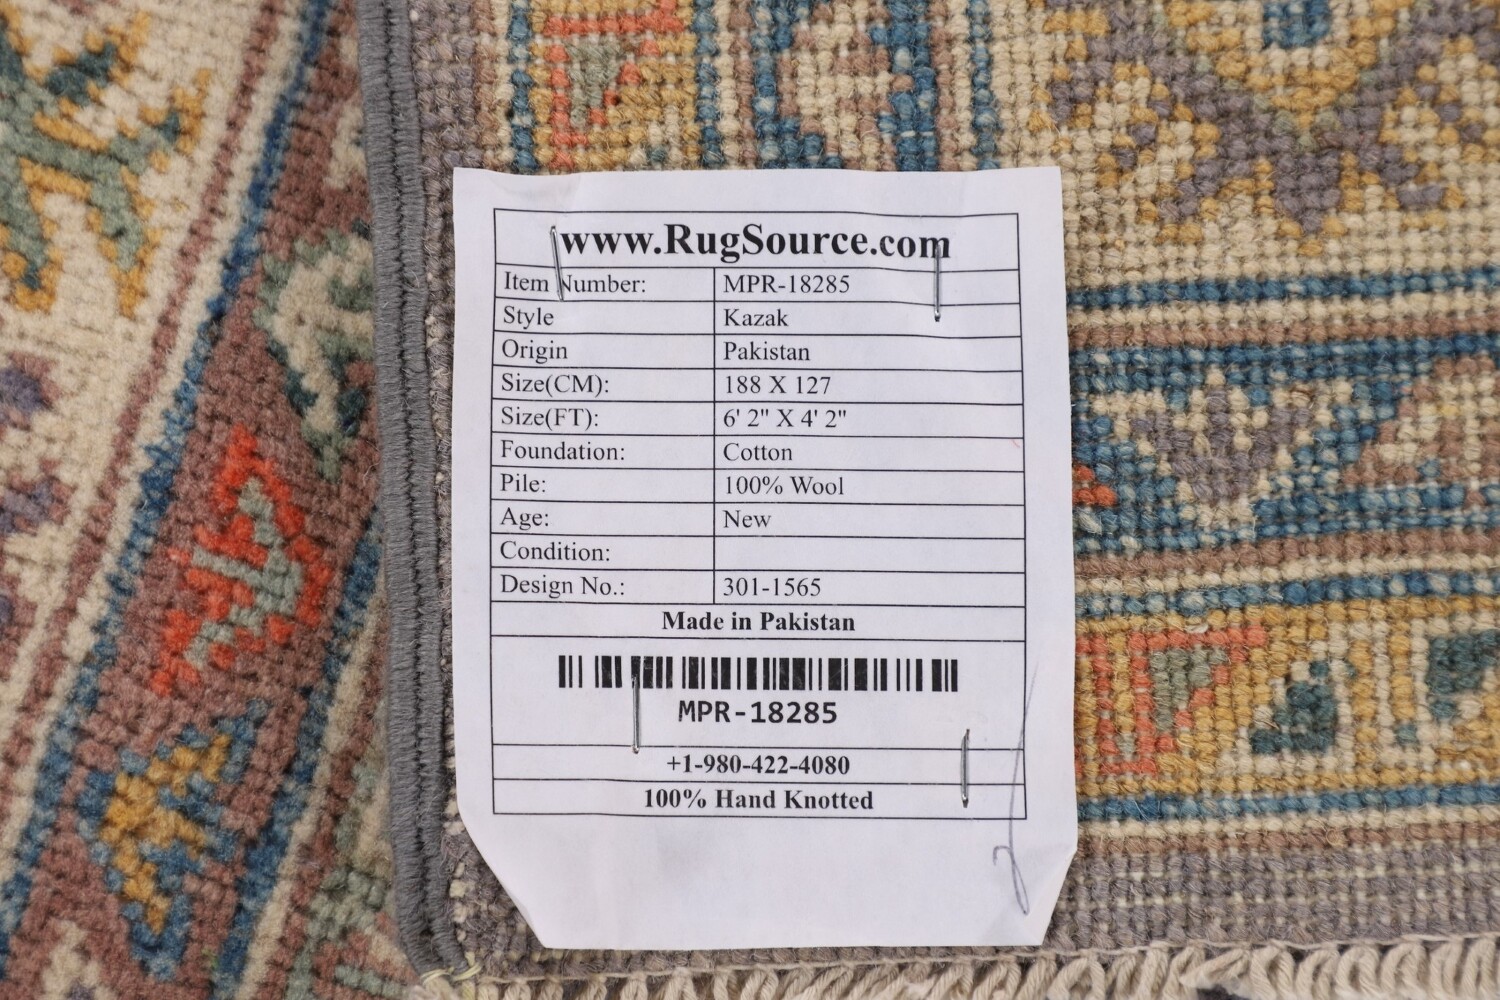 www.RugSource.com
Item Number: MPR-18285
Style Kazak
Origin Pakistan
Size(CM): 188 X 127
Size(FT): 6' 2" X 4' 2"
Foundation: Cotton
Pile: 100% Wool
Age: New
Condition:
Design No.: 301-1565
Made in Pakistan
MPR-18285
+1-980-422-4080
100% Hand Knotted